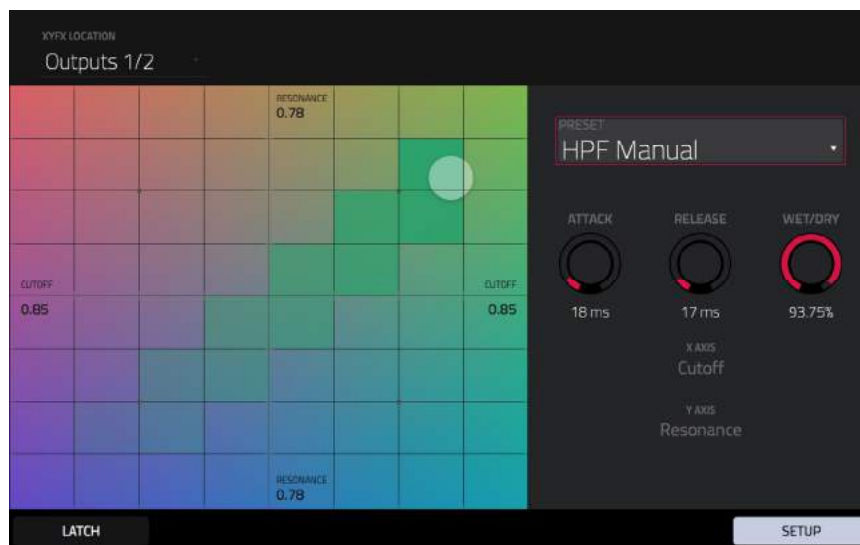 XYFX LOCATION
Outputs 1/2
RESONANCE
0.78
CUTOFF
0.85
CUTOFF
0.85
RESONANCE
0.78
PRESET
HPF Manual
ATTACK
RELEASE
WET/DRY
18 ms
17 ms
93.75%
X AXIS
Cutoff
Y AXIS
Resonance
LATCH
SETUP